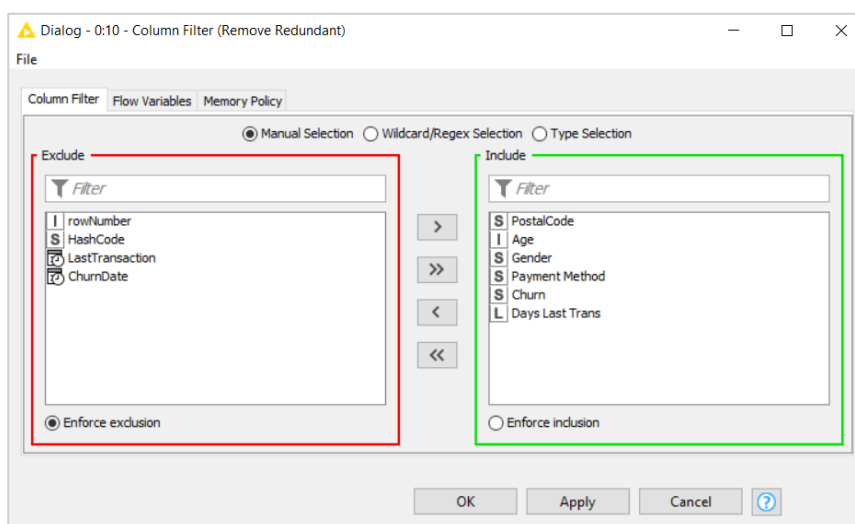 Dialog - 0:10 - Column Filter (Remove Redundant)
File
Column Filter Flow Variables Memory Policy
Manual Selection Wildcard/Regex Selection Type Selection
Exclude
Filter
I rowNumber
S HashCode
LastTransaction
ChurnDate
Enforce exclusion
>
>>
<
<<
Include
Filter
S PostalCode
I Age
S Gender
S Payment Method
S Churn
L Days Last Trans
Enforce inclusion
OK Apply Cancel ?